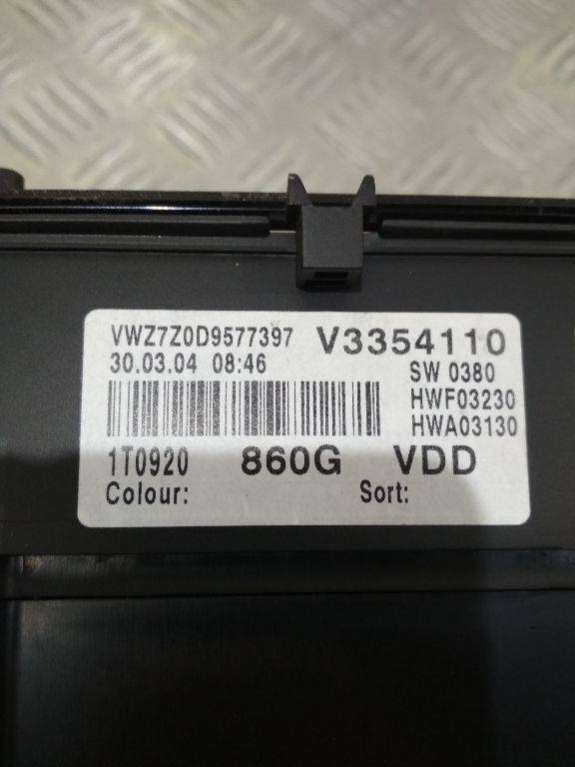 VWZ7Z0D9577397 V3354110
30.03.04 08:46 SW 0380
HWF03230
HWA03130
1T0920 860G VDD
Colour: Sort: